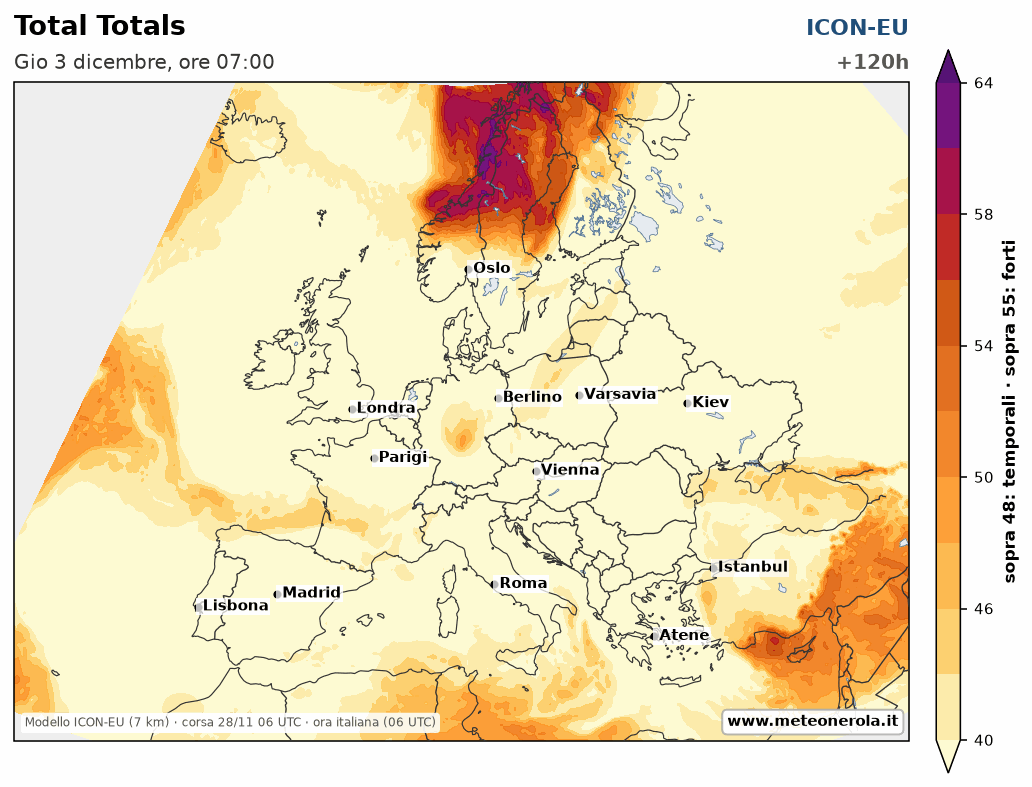 Total Totals
ICON-EU
Gio 3 dicembre, ore 07:00
+120h
64
58
54
50
46
40
sopra 48: temporali · sopra 55: forti
Oslo
Berlino
Varsavia
Kiev
Londra
Parigi
Vienna
Istanbul
Roma
Madrid
Lisbona
Atene
Modello ICON-EU (7 km) · corsa 28/11 06 UTC · ora italiana (06 UTC)
www.meteonerola.it